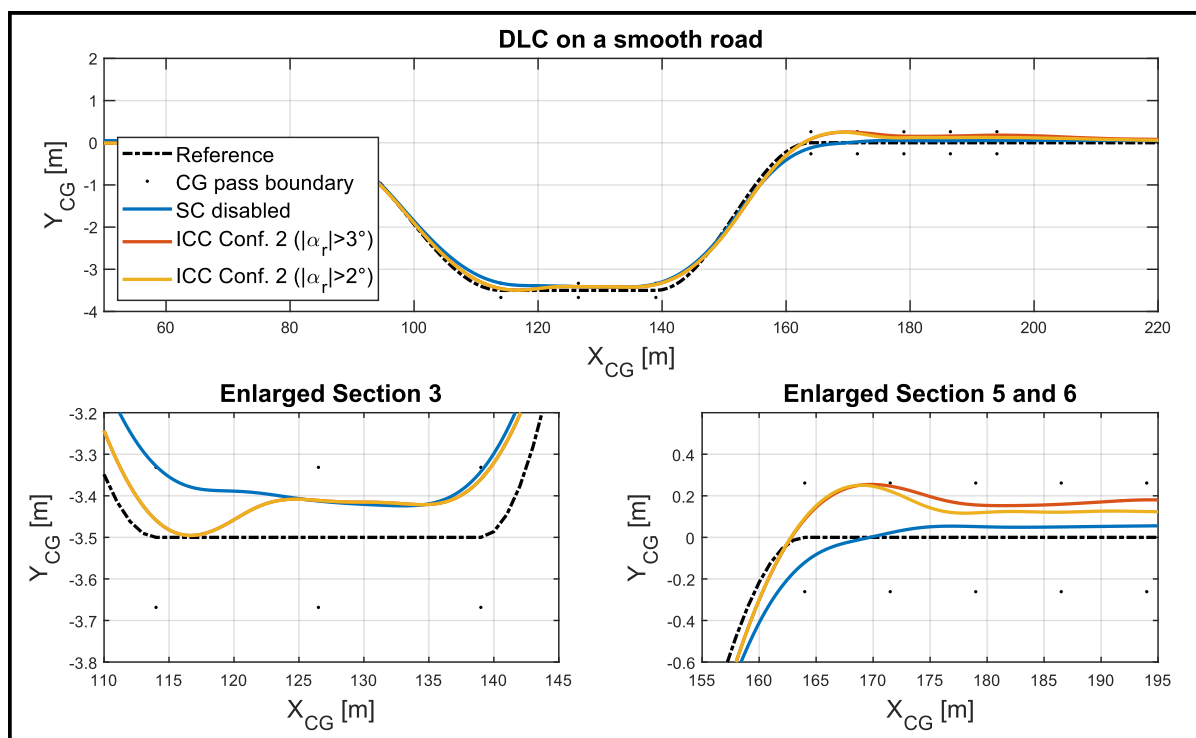 DLC on a smooth road
2
1
0
-1
-2
-3
-4
Y_CG [m]
Reference
CG pass boundary
SC disabled
ICC Conf. 2 (|α_r|>3°)
ICC Conf. 2 (|α_r|>2°)
60 80 100 120 140 160 180 200 220
X_CG [m]
Enlarged Section 3
-3.2
-3.3
-3.4
-3.5
-3.6
-3.7
-3.8
Y_CG [m]
110 115 120 125 130 135 140 145
X_CG [m]
Enlarged Section 5 and 6
0.4
0.2
0
-0.2
-0.4
-0.6
Y_CG [m]
155 160 165 170 175 180 185 190 195
X_CG [m]